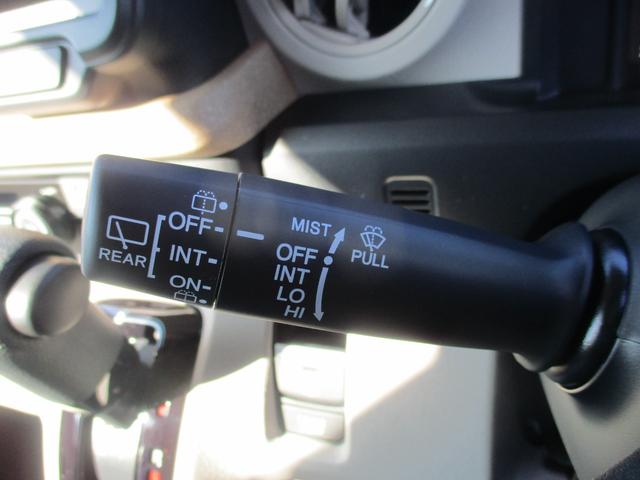 REAR
OFF
INT
ON
MIST
OFF
INT
LO
HI
PULL